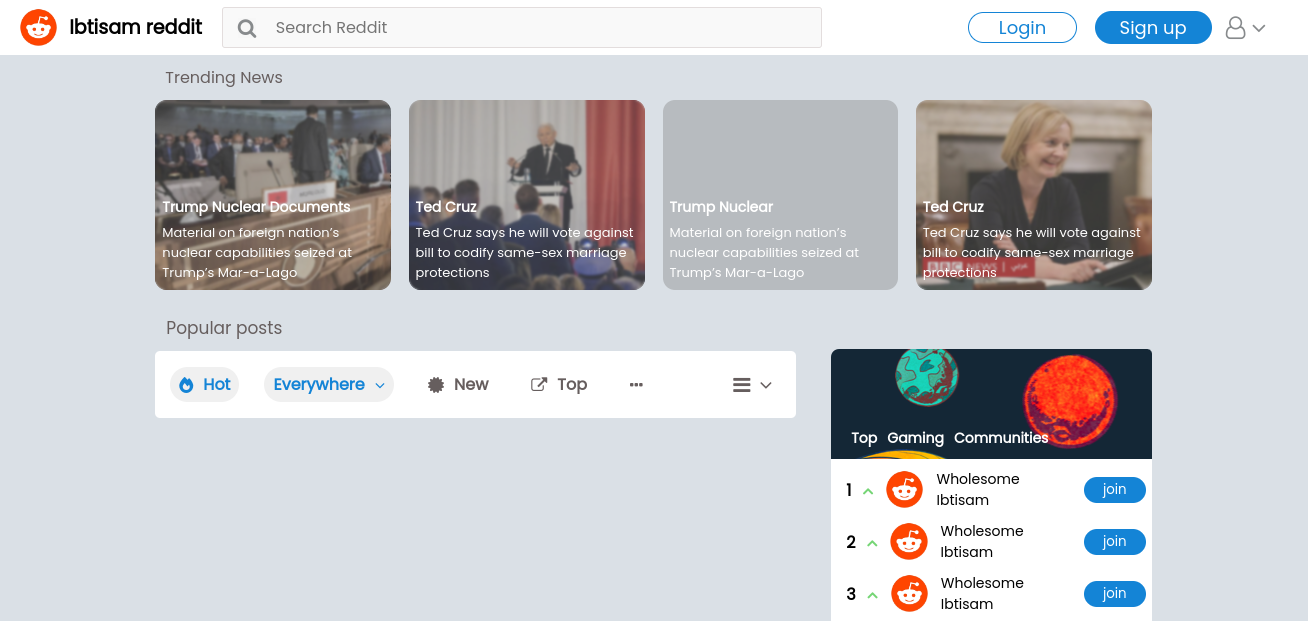 Ibtisam reddit
Search Reddit
Login
Sign up
Trending News
Trump Nuclear Documents
Material on foreign nation's
nuclear capabilities seized at
Trump's Mar-a-Lago
Ted Cruz
Ted Cruz says he will vote against
bill to codify same-sex marriage
protections
Trump Nuclear
Material on foreign nation's
nuclear capabilities seized at
Trump's Mar-a-Lago
Ted Cruz
Ted Cruz says he will vote against
bill to codify same-sex marriage
protections
BBC NEWS
Popular posts
Hot
Everywhere
New
Top
Top Gaming Communities
1
Wholesome
Ibtisam
join
2
Wholesome
Ibtisam
join
3
Wholesome
Ibtisam
join